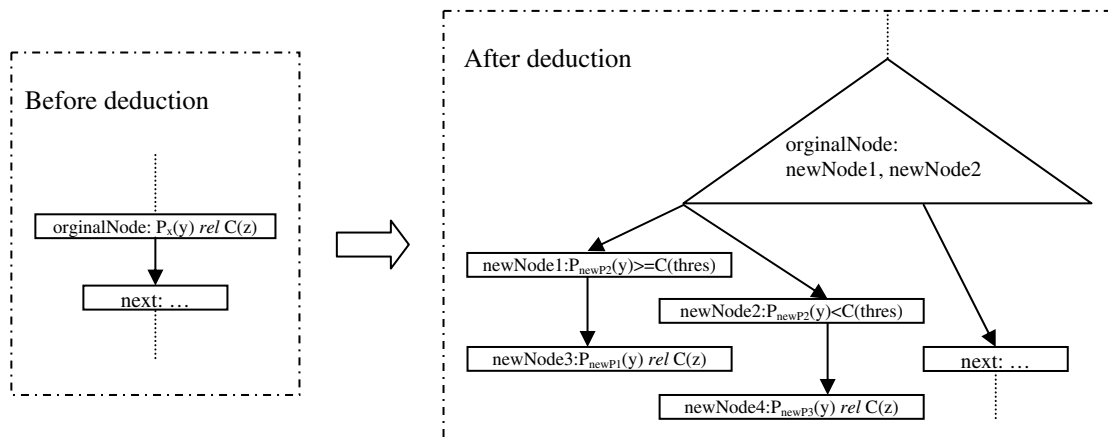 Before deduction
orginalNode: Px(y) rel C(z)
next: …
After deduction
orginalNode:
newNode1, newNode2
newNode1:PnewP2(y)>=C(thres)
newNode2:PnewP2(y)<C(thres)
newNode3:PnewP1(y) rel C(z)
next: …
newNode4:PnewP3(y) rel C(z)